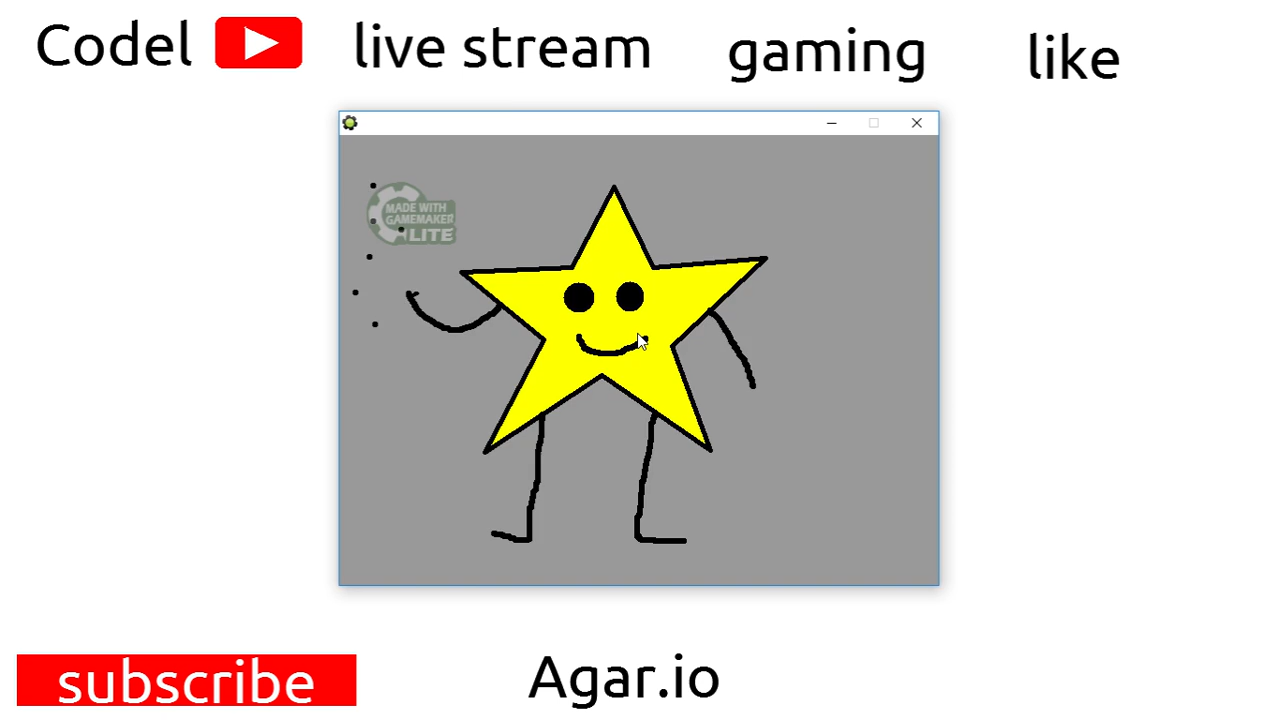 Codel live stream gaming like
MADE WITH
GAMEMAKER
LITE
subscribe Agar.io